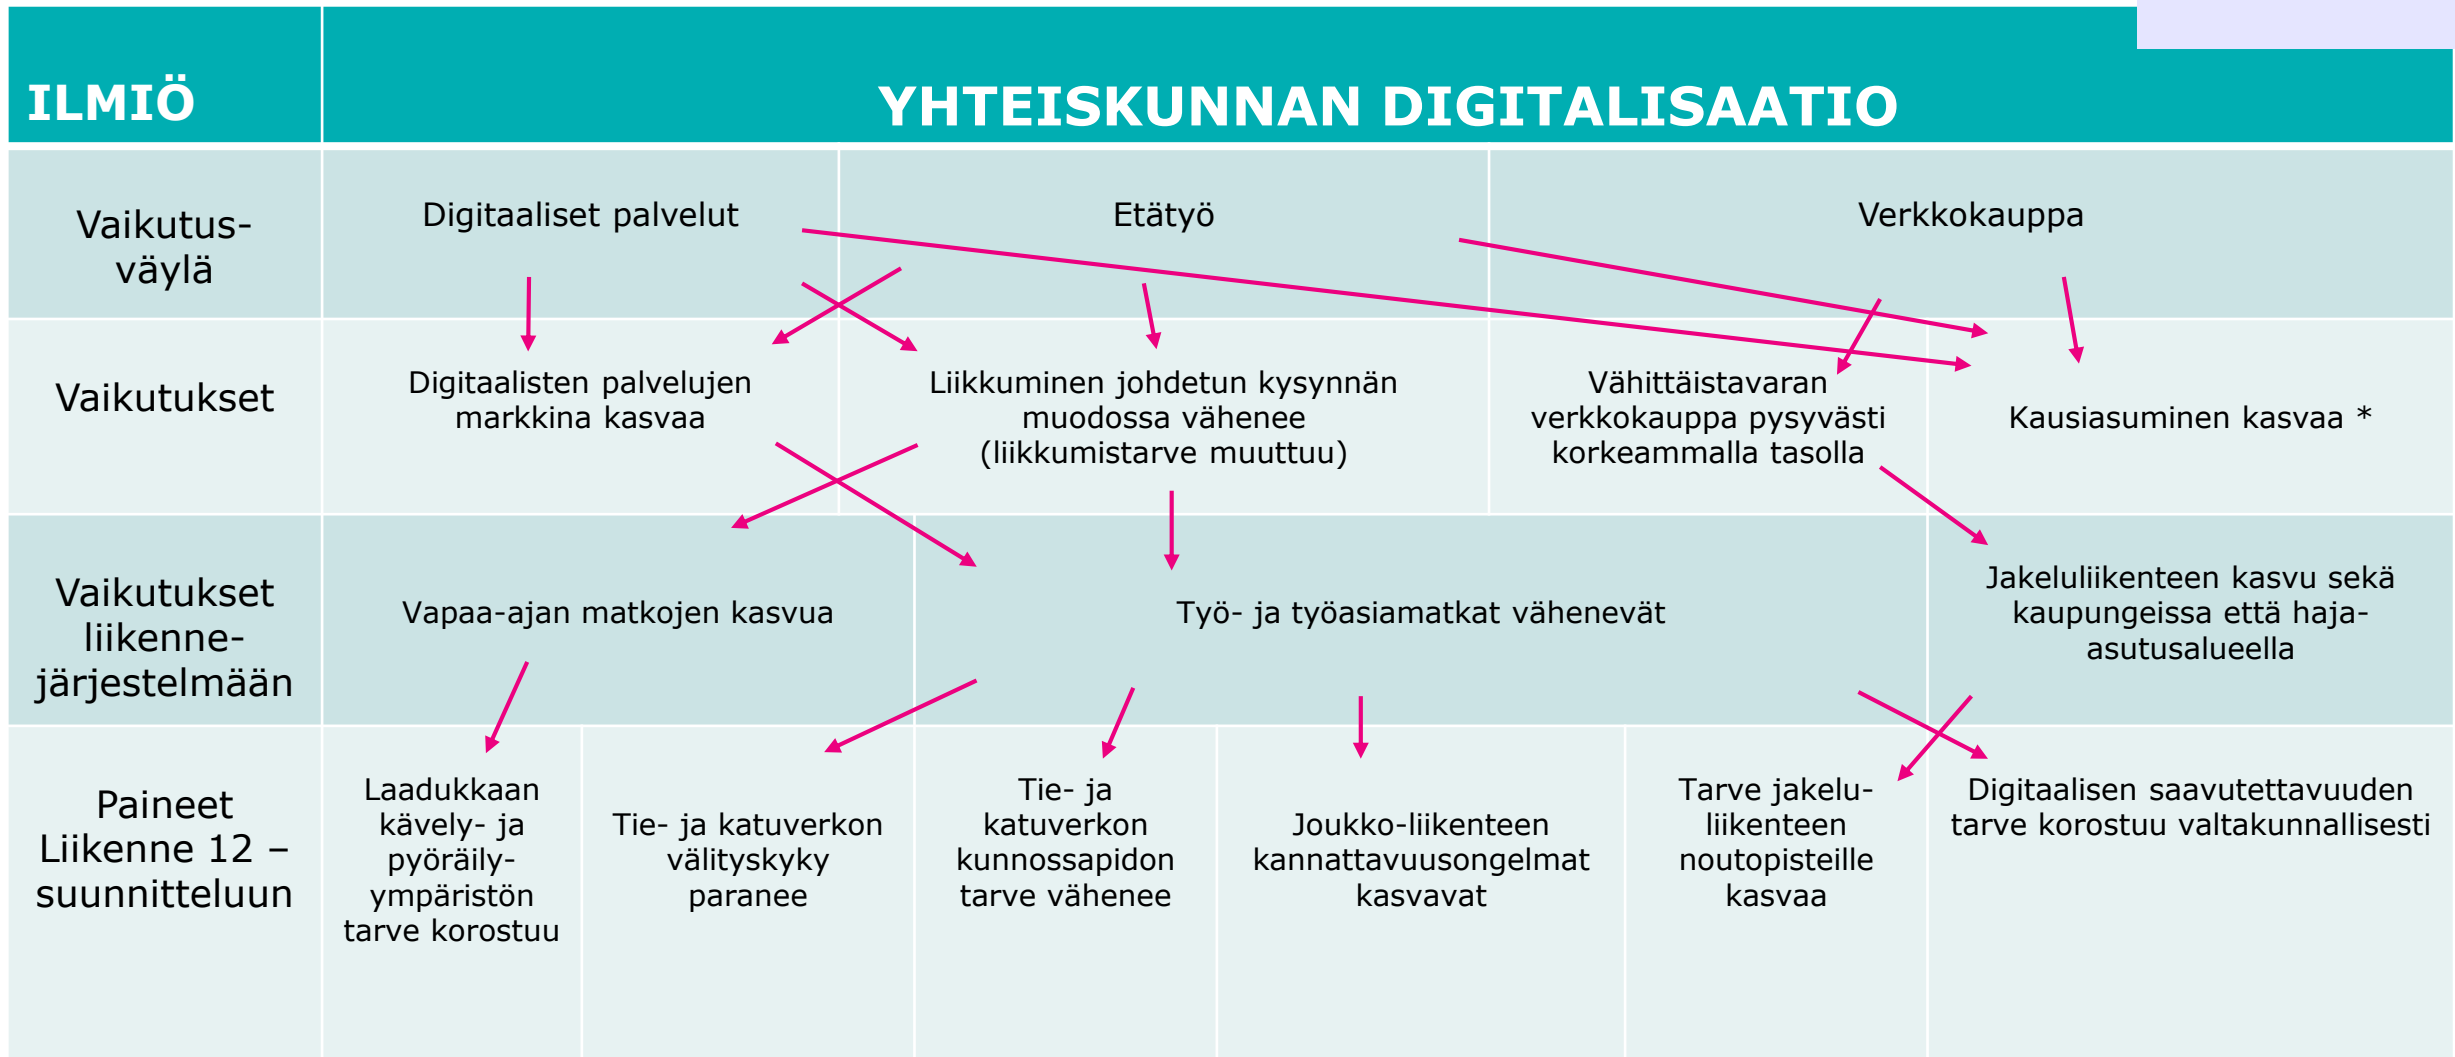 ILMIÖ
YHTEISKUNNAN DIGITALISAATIO
Vaikutus-
väylä
Digitaaliset palvelut
Etätyö
Verkkokauppa
Vaikutukset
Digitaalisten palvelujen
markkina kasvaa
Liikkuminen johdetun kysynnän
muodossa vähenee
(liikkumistarve muuttuu)
Vähittäistavaran
verkkokauppa pysyvästi
korkeammalla tasolla
Kausiasuminen kasvaa *
Vaikutukset
liikenne-
järjestelmään
Vapaa-ajan matkojen kasvua
Työ- ja työasiamatkat vähenevät
Jakeluliikenteen kasvu sekä
kaupungeissa että haja-
asutusalueella
Paineet
Liikenne 12 –
suunnitteluun
Laadukkaan
kävely- ja
pyöräily-
ympäristön
tarve korostuu
Tie- ja katuverkon
välityskyky
paranee
Tie- ja
katuverkon
kunnossapidon
tarve vähenee
Joukko-liikenteen
kannattavuusongelmat
kasvavat
Tarve jakelu-
liikenteen
noutopisteille
kasvaa
Digitaalisen saavutettavuuden
tarve korostuu valtakunnallisesti